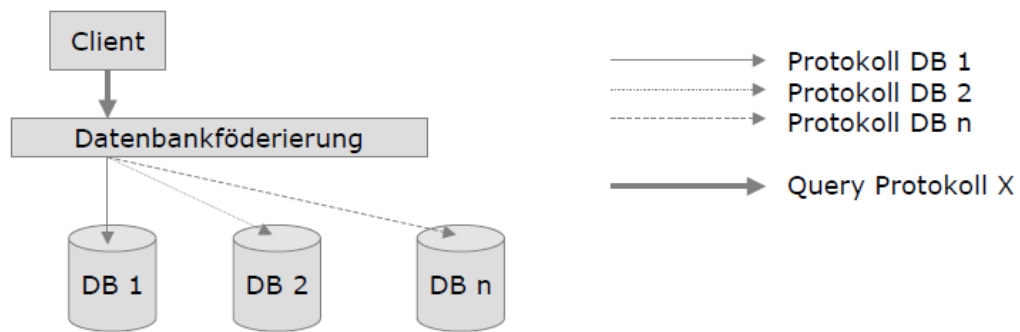 Client
Datenbankföderierung
DB 1
DB 2
DB n
Protokoll DB 1
Protokoll DB 2
Protokoll DB n
Query Protokoll X